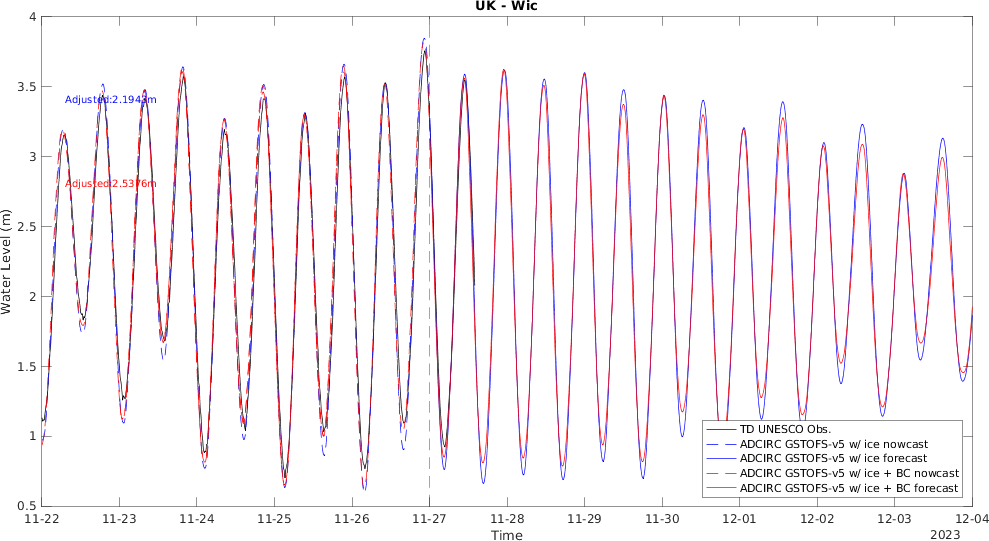 UK - Wic
4
3.5
3
2.5
2
1.5
1
0.5
Water Level (m)
Adjusted:2.1943m
Adjusted:2.5376m
TD UNESCO Obs.
ADCIRC GSTOFS-v5 w/ ice nowcast
ADCIRC GSTOFS-v5 w/ice forecast
ADCIRC GSTOFS-v5 w/ ice + BC nowcast
ADCIRC GSTOFS-v5 w/ ice + BC forecast
11-22 11-23 11-24 11-25 11-26 11-27 11-28 11-29 11-30 12-01 12-02 12-03 12-04
Time
2023